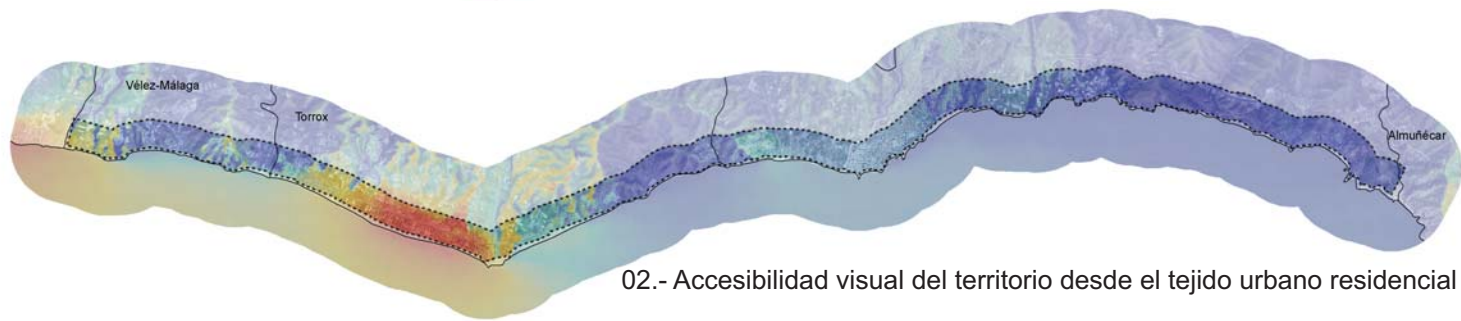 Vélez-Málaga
Torrox
Almuñécar
02.- Accesibilidad visual del territorio desde el tejido urbano residencial